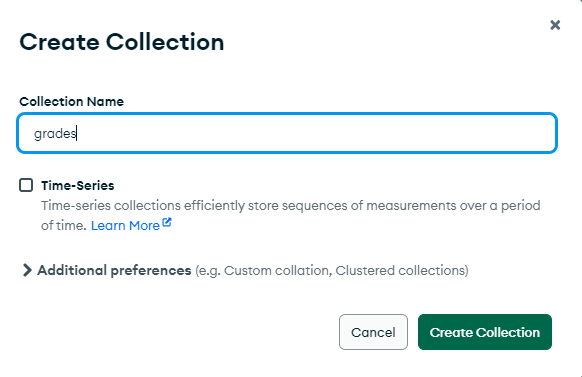 Create Collection
Collection Name
grades
Time-Series
Time-series collections efficiently store sequences of measurements over a period
of time. Learn More
Additional preferences (e.g. Custom collation, Clustered collections)
Cancel
Create Collection